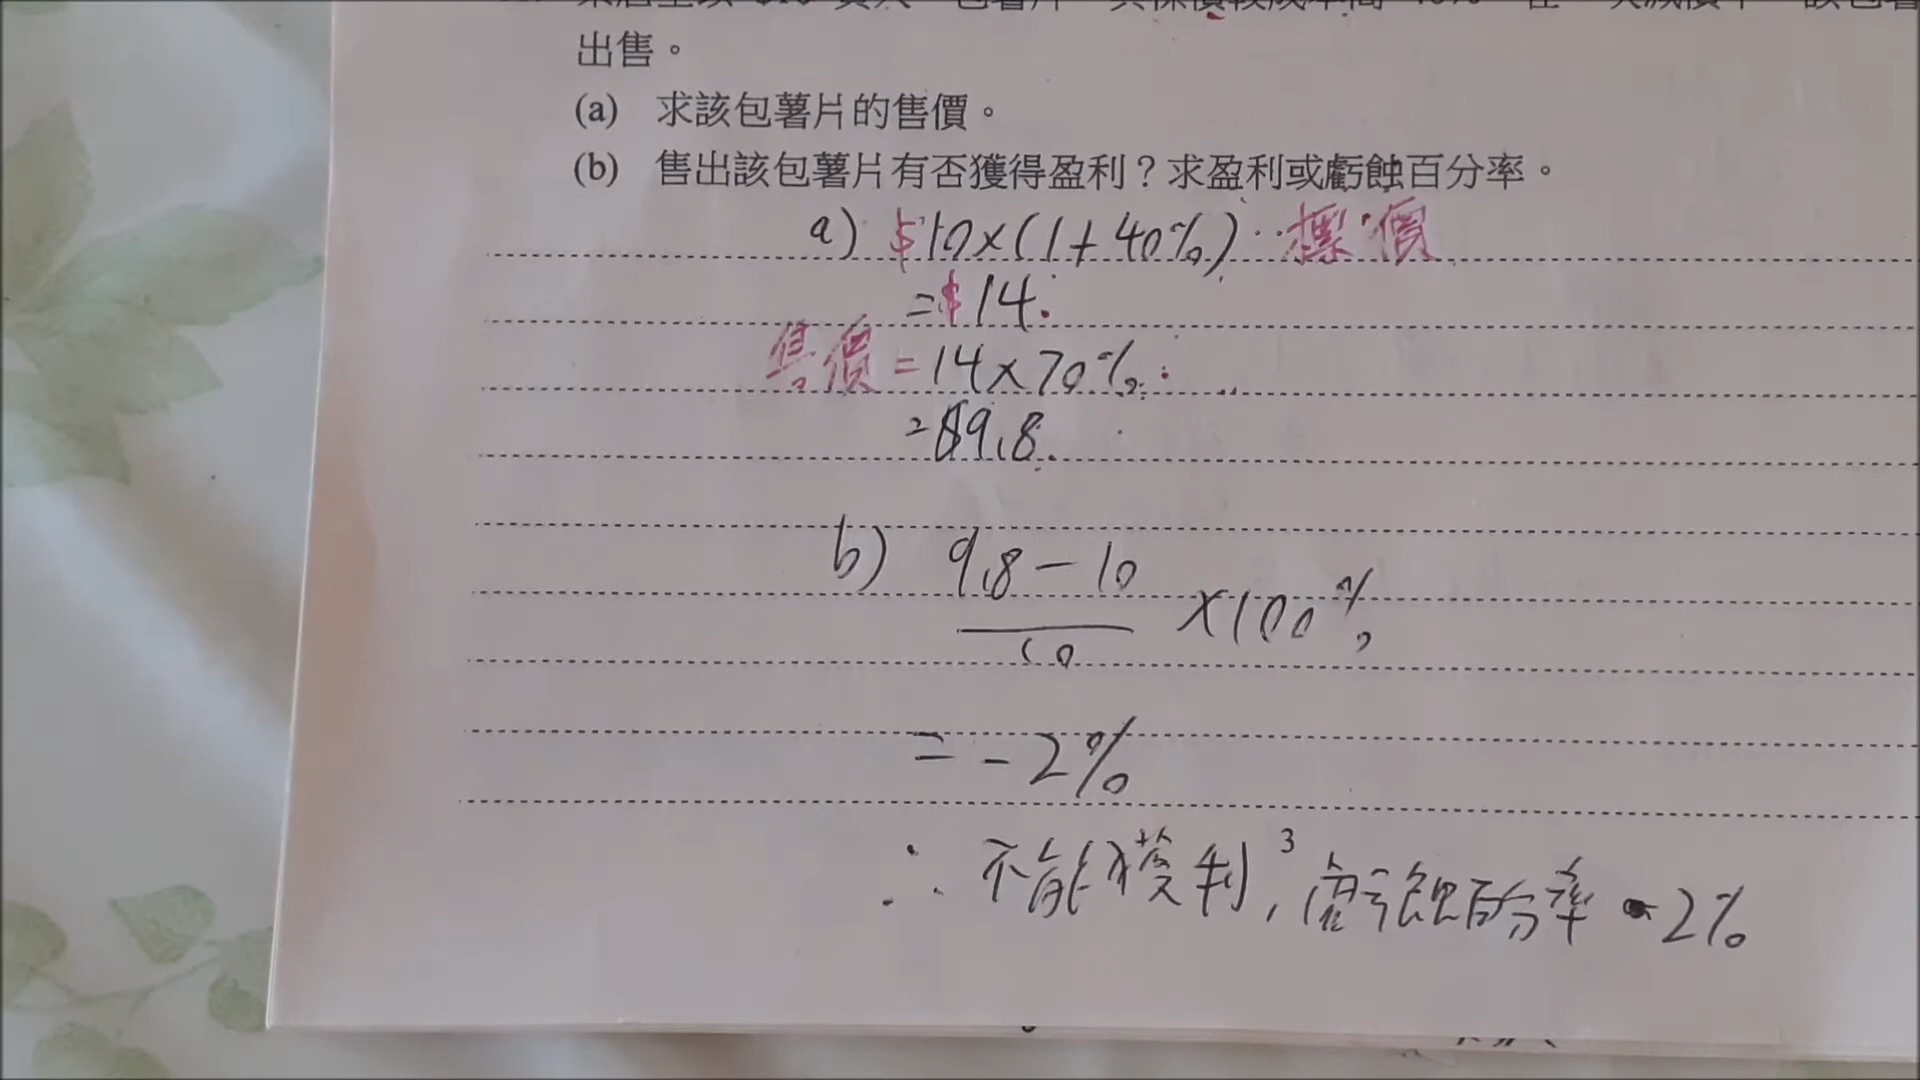 出售。
(a) 求該包薯片的售價。
(b) 售出該包薯片有否獲得盈利？求盈利或虧蝕百分率。
a) $10×(1+40%) 標價
=$14
售價=14×70%
=$9.8
b) 9.8-10
10
×100%
=-2%
∴不能獲利，虧蝕百分率 2%
3